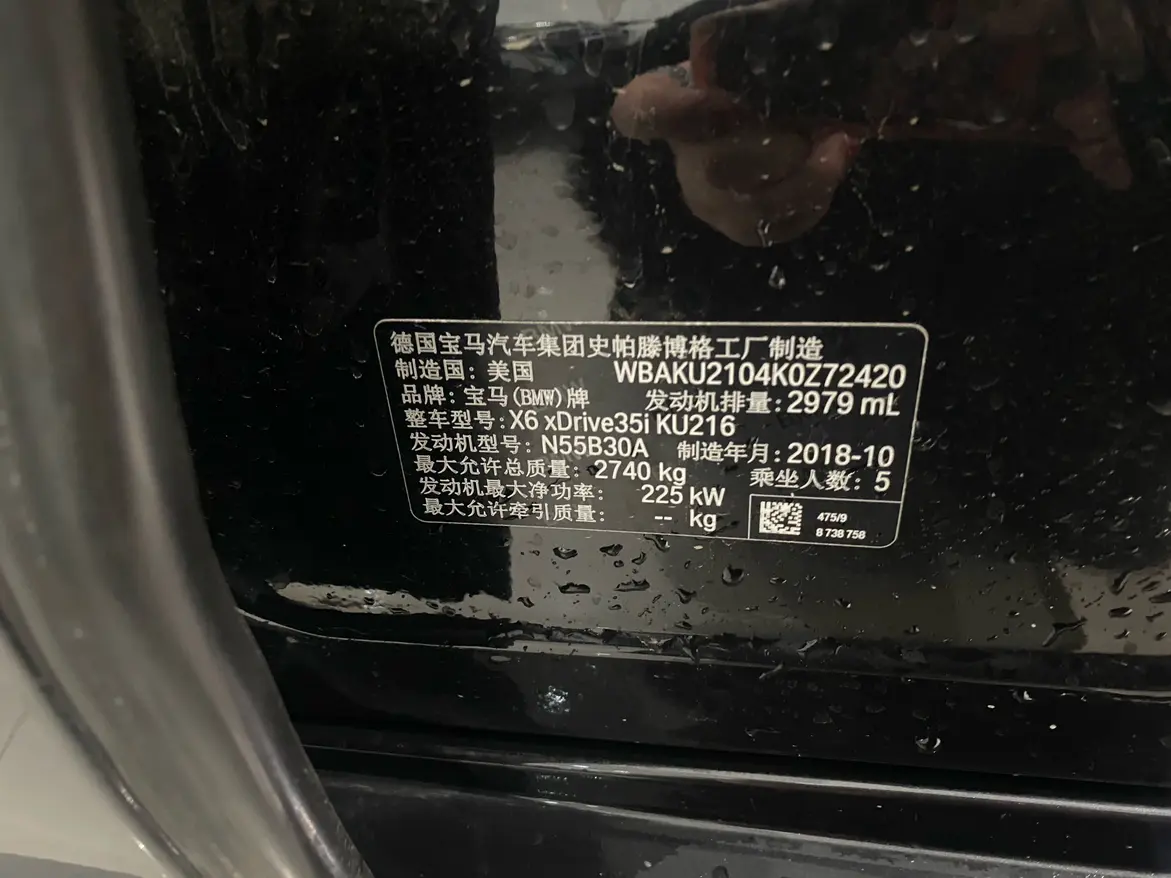 德国宝马汽车集团史帕滕博格工厂制造
制造国: 美国 WBAKU2104K0Z72420
品牌: 宝马(BMW)牌 发动机排量: 2979 mL
整车型号: X6 xDrive35i KU216
发动机型号: N55B30A 制造年月: 2018-10
最大允许总质量: 2740 kg 乘坐人数: 5
发动机最大净功率: 225 kW
最大允许牵引质量: -- kg
475/9
8 738 758